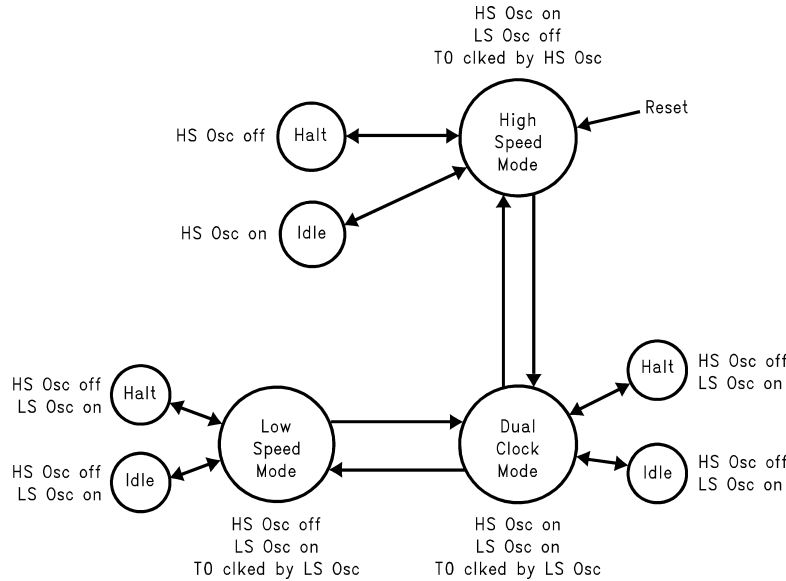 HS Osc on
LS Osc off
T0 clked by HS Osc
High
Speed
Mode
Reset
HS Osc off
Halt
HS Osc on
Idle
HS Osc off
LS Osc on
Halt
HS Osc off
LS Osc on
Idle
Low
Speed
Mode
HS Osc off
LS Osc on
T0 clked by LS Osc
Dual
Clock
Mode
HS Osc on
LS Osc on
T0 clked by LS Osc
Halt
HS Osc off
LS Osc on
Idle
HS Osc off
LS Osc on